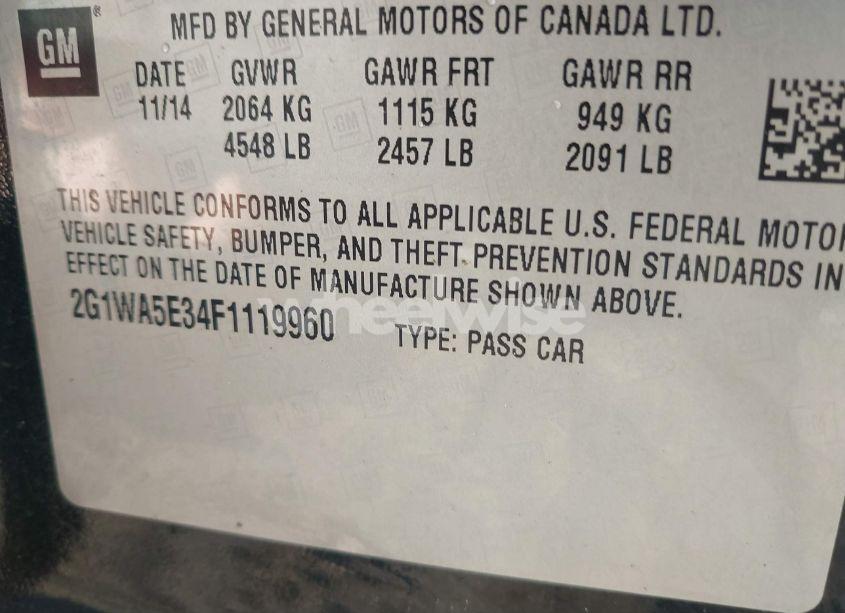 GM ®
MFD BY GENERAL MOTORS OF CANADA LTD.
DATE GVWR GAWR FRT GAWR RR
11/14 2064 KG 1115 KG 949 KG
4548 LB 2457 LB 2091 LB
THIS VEHICLE CONFORMS TO ALL APPLICABLE U.S. FEDERAL MOTOR
VEHICLE SAFETY, BUMPER, AND THEFT PREVENTION STANDARDS IN
EFFECT ON THE DATE OF MANUFACTURE SHOWN ABOVE.
2G1WA5E34F1119960 TYPE: PASS CAR
wheelwise